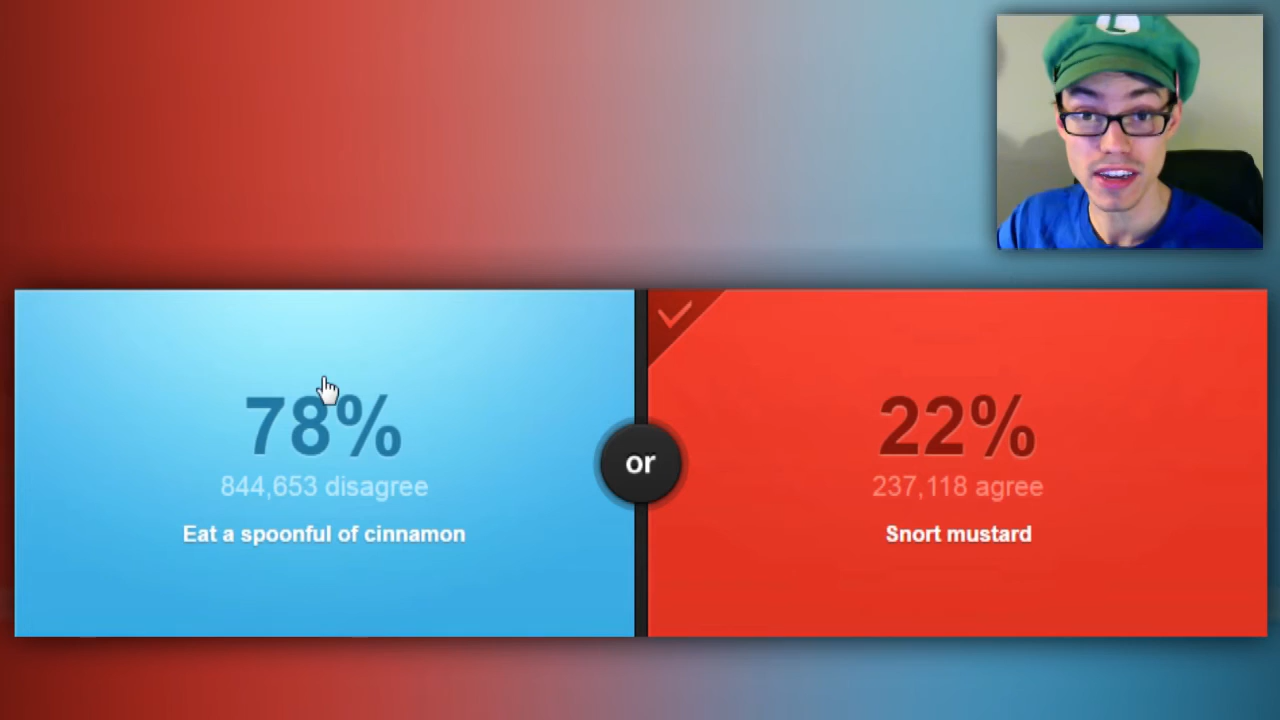 L
78%
844,653 disagree
Eat a spoonful of cinnamon
or
22%
237,118 agree
Snort mustard